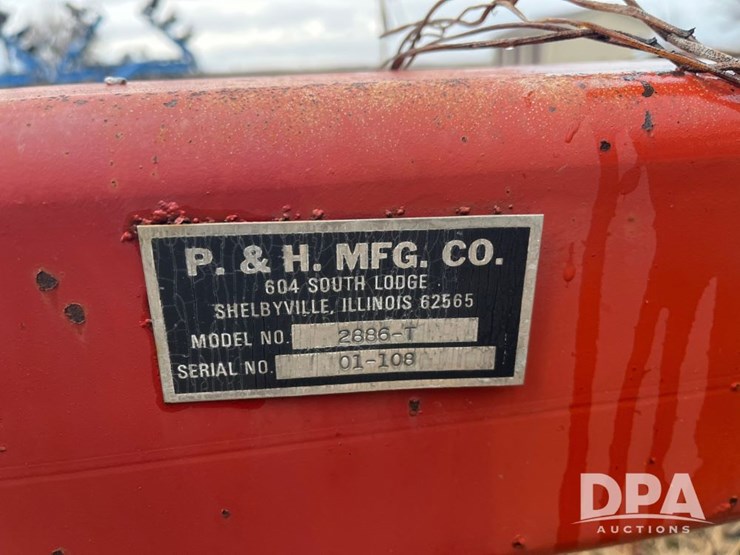 P. & H. MFG. CO.
604 SOUTH LODGE
SHELBYVILLE, ILLINOIS 62565
MODEL NO. 2886-T
SERIAL NO. 01-108
DPA
AUCTIONS